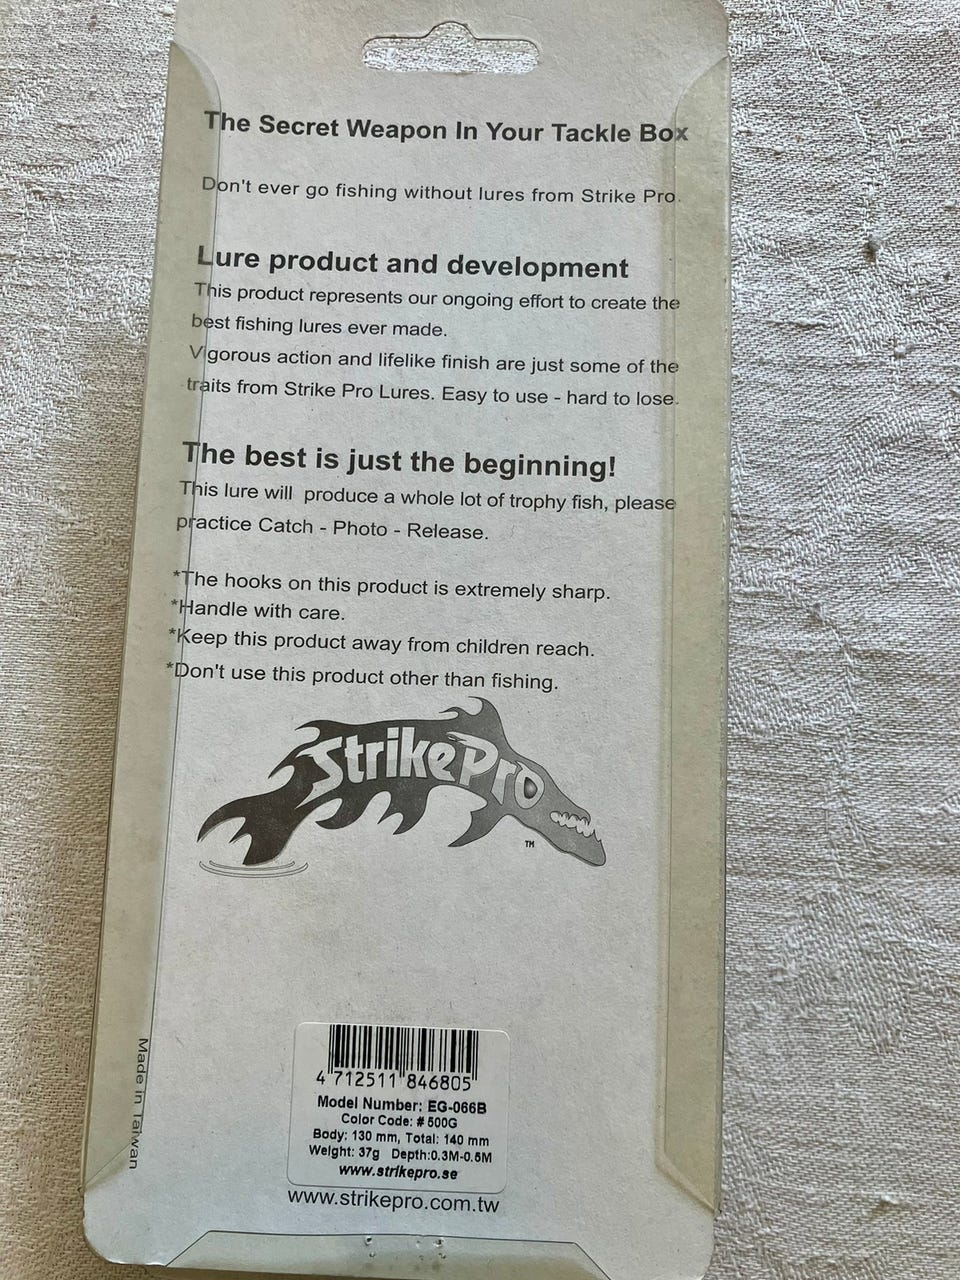 The Secret Weapon In Your Tackle Box
Don't ever go fishing without lures from Strike Pro.
Lure product and development
This product represents our ongoing effort to create the
best fishing lures ever made.
Vigorous action and lifelike finish are just some of the
traits from Strike Pro Lures. Easy to use - hard to lose.
The best is just the beginning!
This lure will produce a whole lot of trophy fish, please
practice Catch - Photo - Release.
*The hooks on this product is extremely sharp.
*Handle with care.
*Keep this product away from children reach.
*Don't use this product other than fishing.
StrikePro
TM
Made in Taiwan
4 712511 846805
Model Number: EG-066B
Color Code: #500G
Body: 130 mm, Total: 140 mm
Weight: 37g Depth:0.3M-0.5M
www.strikepro.se
www.strikepro.com.tw